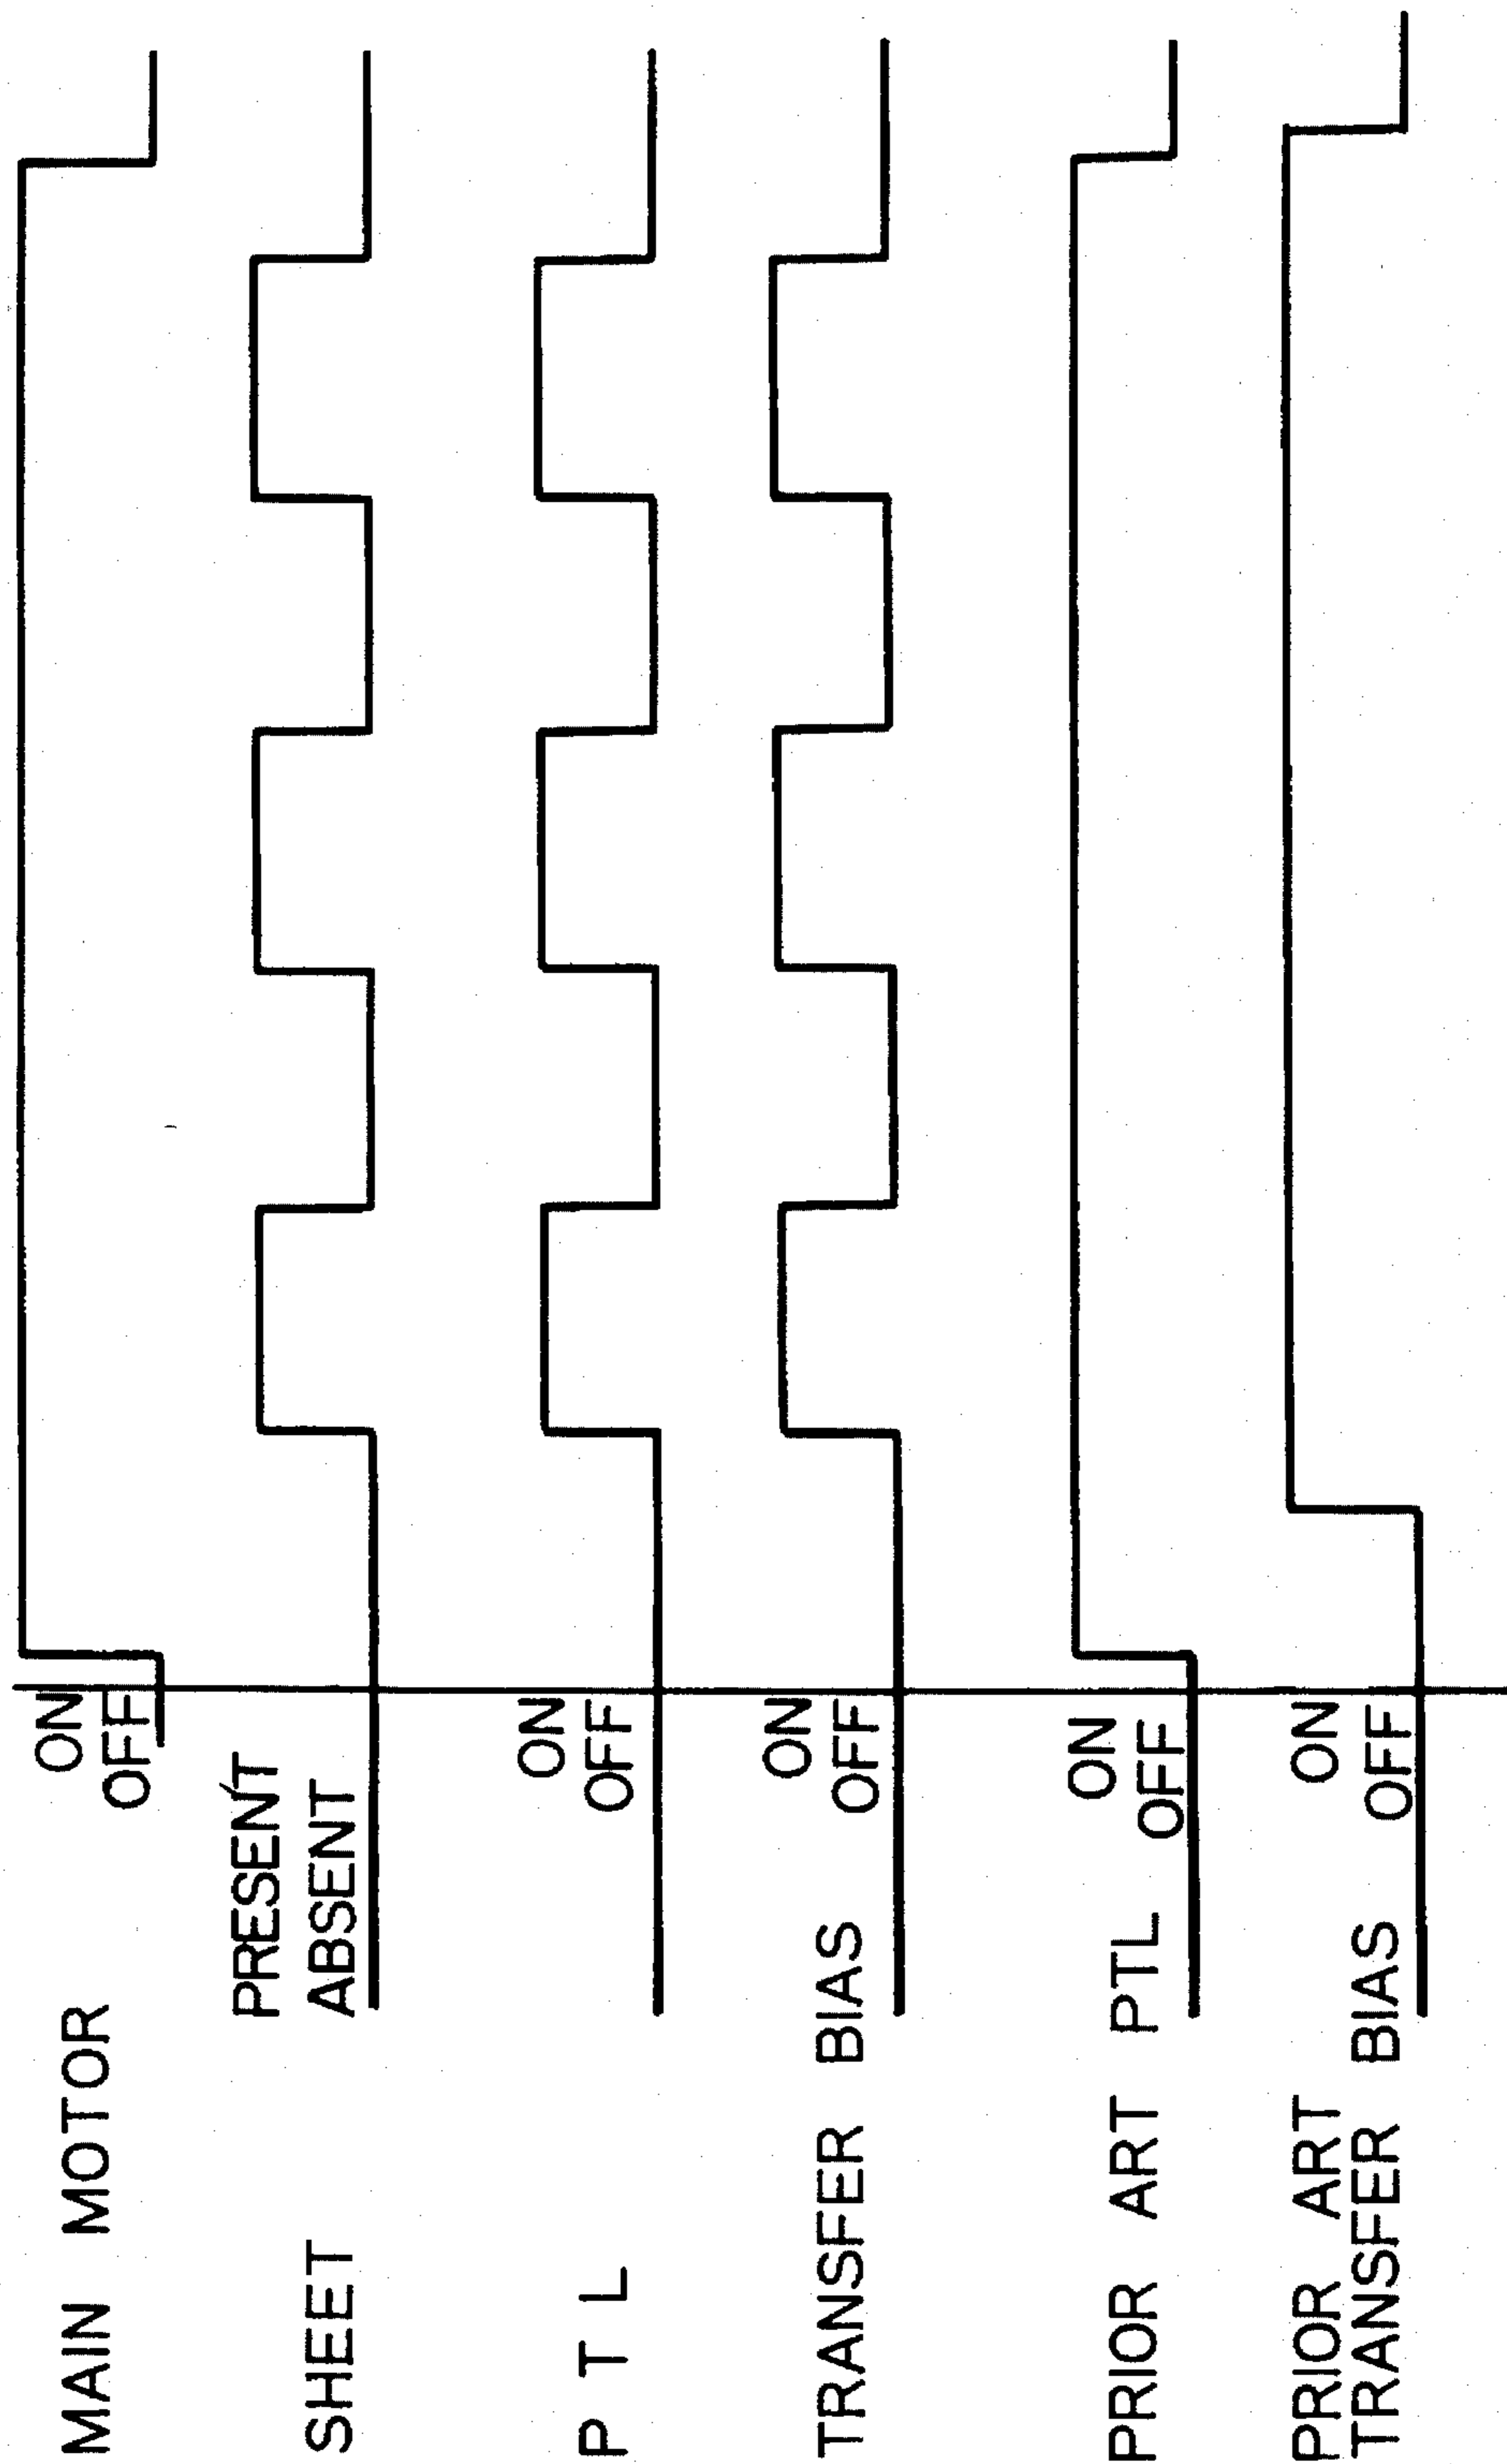 MAIN MOTOR ON
OFF
SHEET PRESENT
ABSENT
P T L ON
OFF
TRANSFER BIAS ON
OFF
PRIOR ART PTL ON
OFF
PRIOR ART
TRANSFER BIAS ON
OFF